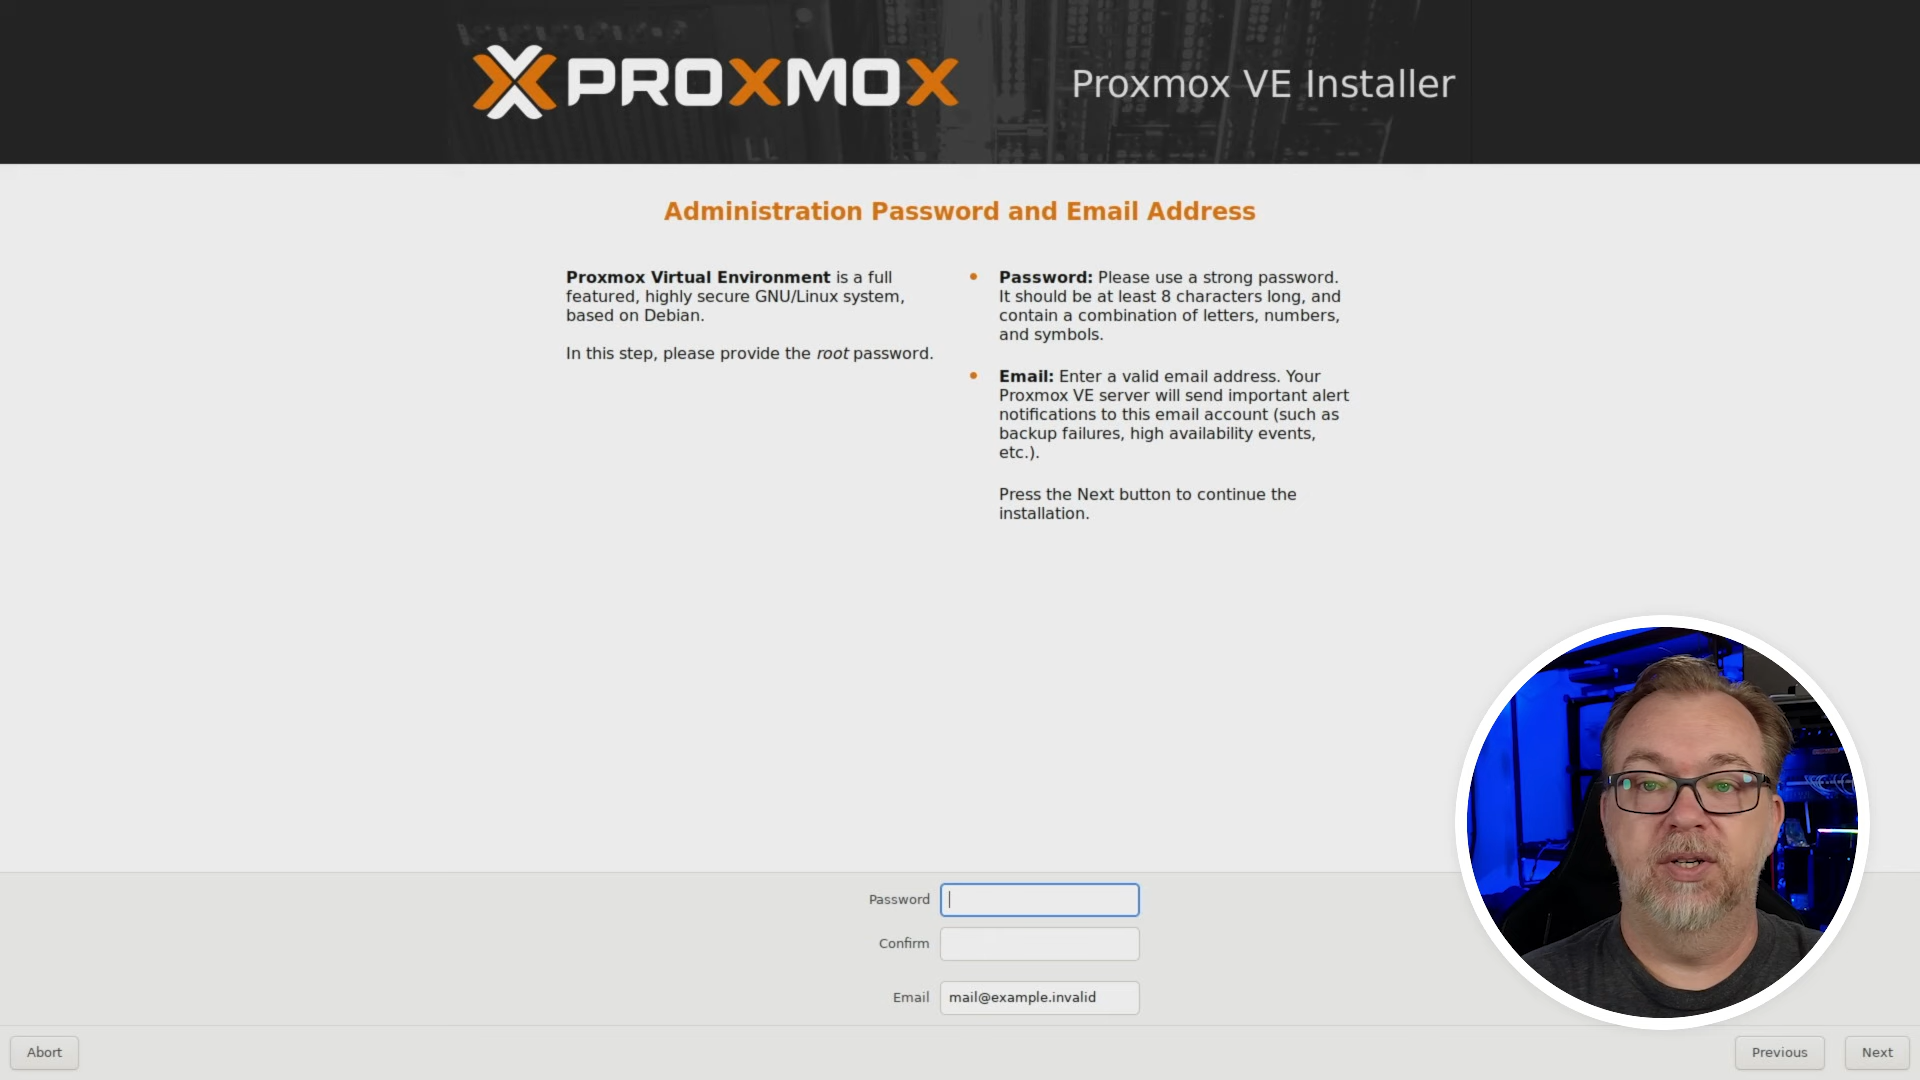 PROXMOX
Proxmox VE Installer
Administration Password and Email Address
Proxmox Virtual Environment is a full
featured, highly secure GNU/Linux system,
based on Debian.
In this step, please provide the root password.
Password: Please use a strong password.
It should be at least 8 characters long, and
contain a combination of letters, numbers,
and symbols.
Email: Enter a valid email address. Your
Proxmox VE server will send important alert
notifications to this email account (such as
backup failures, high availability events,
etc.).
Press the Next button to continue the
installation.
Password
Confirm
Email mail@example.invalid
Abort
Previous
Next